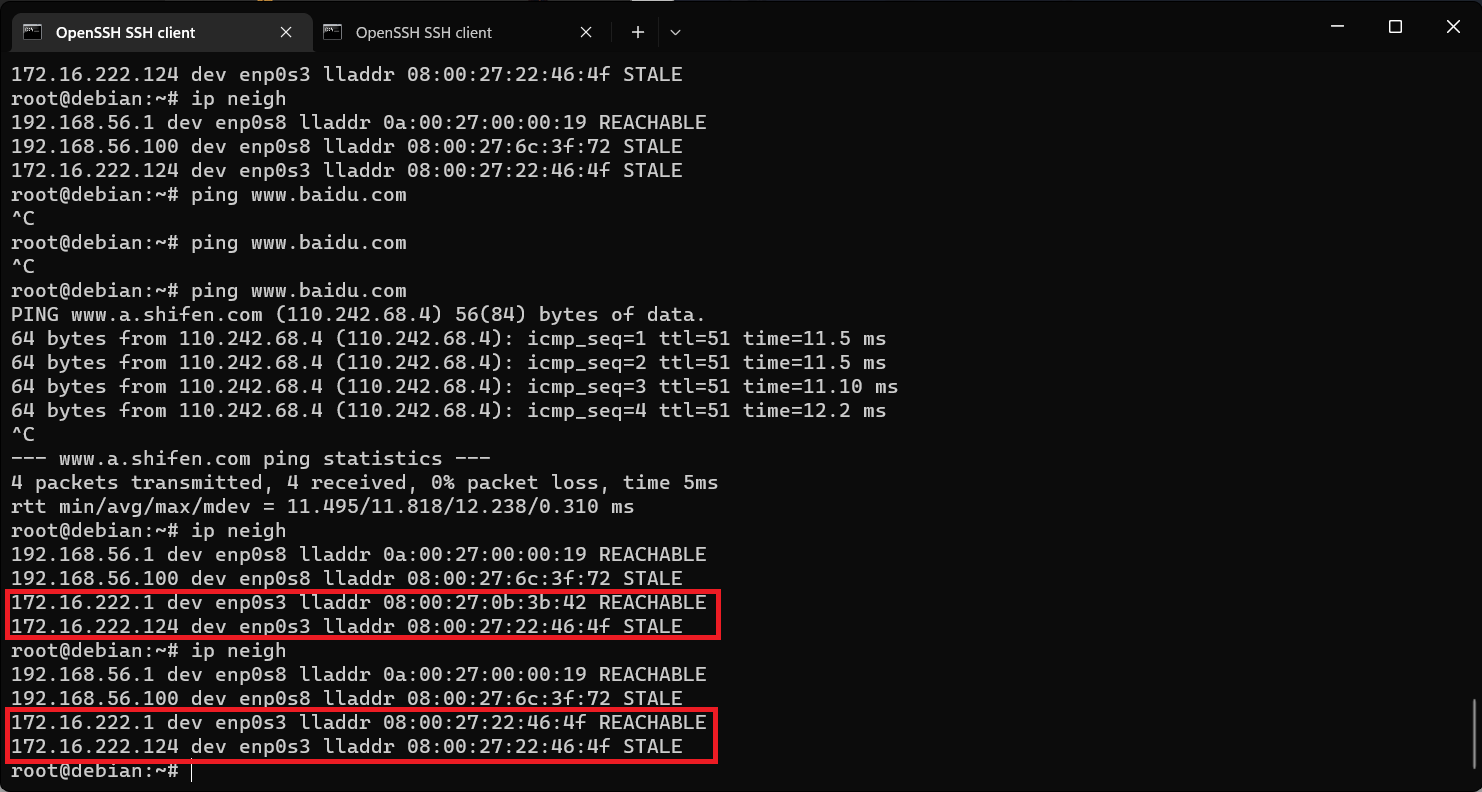 OpenSSH SSH client
OpenSSH SSH client
172.16.222.124 dev enp0s3 lladdr 08:00:27:22:46:4f STALE
root@debian:~# ip neigh
192.168.56.1 dev enp0s8 lladdr 0a:00:27:00:00:19 REACHABLE
192.168.56.100 dev enp0s8 lladdr 08:00:27:6c:3f:72 STALE
172.16.222.124 dev enp0s3 lladdr 08:00:27:22:46:4f STALE
root@debian:~# ping www.baidu.com
^C
root@debian:~# ping www.baidu.com
^C
root@debian:~# ping www.baidu.com
PING www.a.shifen.com (110.242.68.4) 56(84) bytes of data.
64 bytes from 110.242.68.4 (110.242.68.4): icmp_seq=1 ttl=51 time=11.5 ms
64 bytes from 110.242.68.4 (110.242.68.4): icmp_seq=2 ttl=51 time=11.5 ms
64 bytes from 110.242.68.4 (110.242.68.4): icmp_seq=3 ttl=51 time=11.10 ms
64 bytes from 110.242.68.4 (110.242.68.4): icmp_seq=4 ttl=51 time=12.2 ms
^C
--- www.a.shifen.com ping statistics ---
4 packets transmitted, 4 received, 0% packet loss, time 5ms
rtt min/avg/max/mdev = 11.495/11.818/12.238/0.310 ms
root@debian:~# ip neigh
192.168.56.1 dev enp0s8 lladdr 0a:00:27:00:00:19 REACHABLE
192.168.56.100 dev enp0s8 lladdr 08:00:27:6c:3f:72 STALE
172.16.222.1 dev enp0s3 lladdr 08:00:27:0b:3b:42 REACHABLE
172.16.222.124 dev enp0s3 lladdr 08:00:27:22:46:4f STALE
root@debian:~# ip neigh
192.168.56.1 dev enp0s8 lladdr 0a:00:27:00:00:19 REACHABLE
192.168.56.100 dev enp0s8 lladdr 08:00:27:6c:3f:72 STALE
172.16.222.1 dev enp0s3 lladdr 08:00:27:22:46:4f REACHABLE
172.16.222.124 dev enp0s3 lladdr 08:00:27:22:46:4f STALE
root@debian:~#